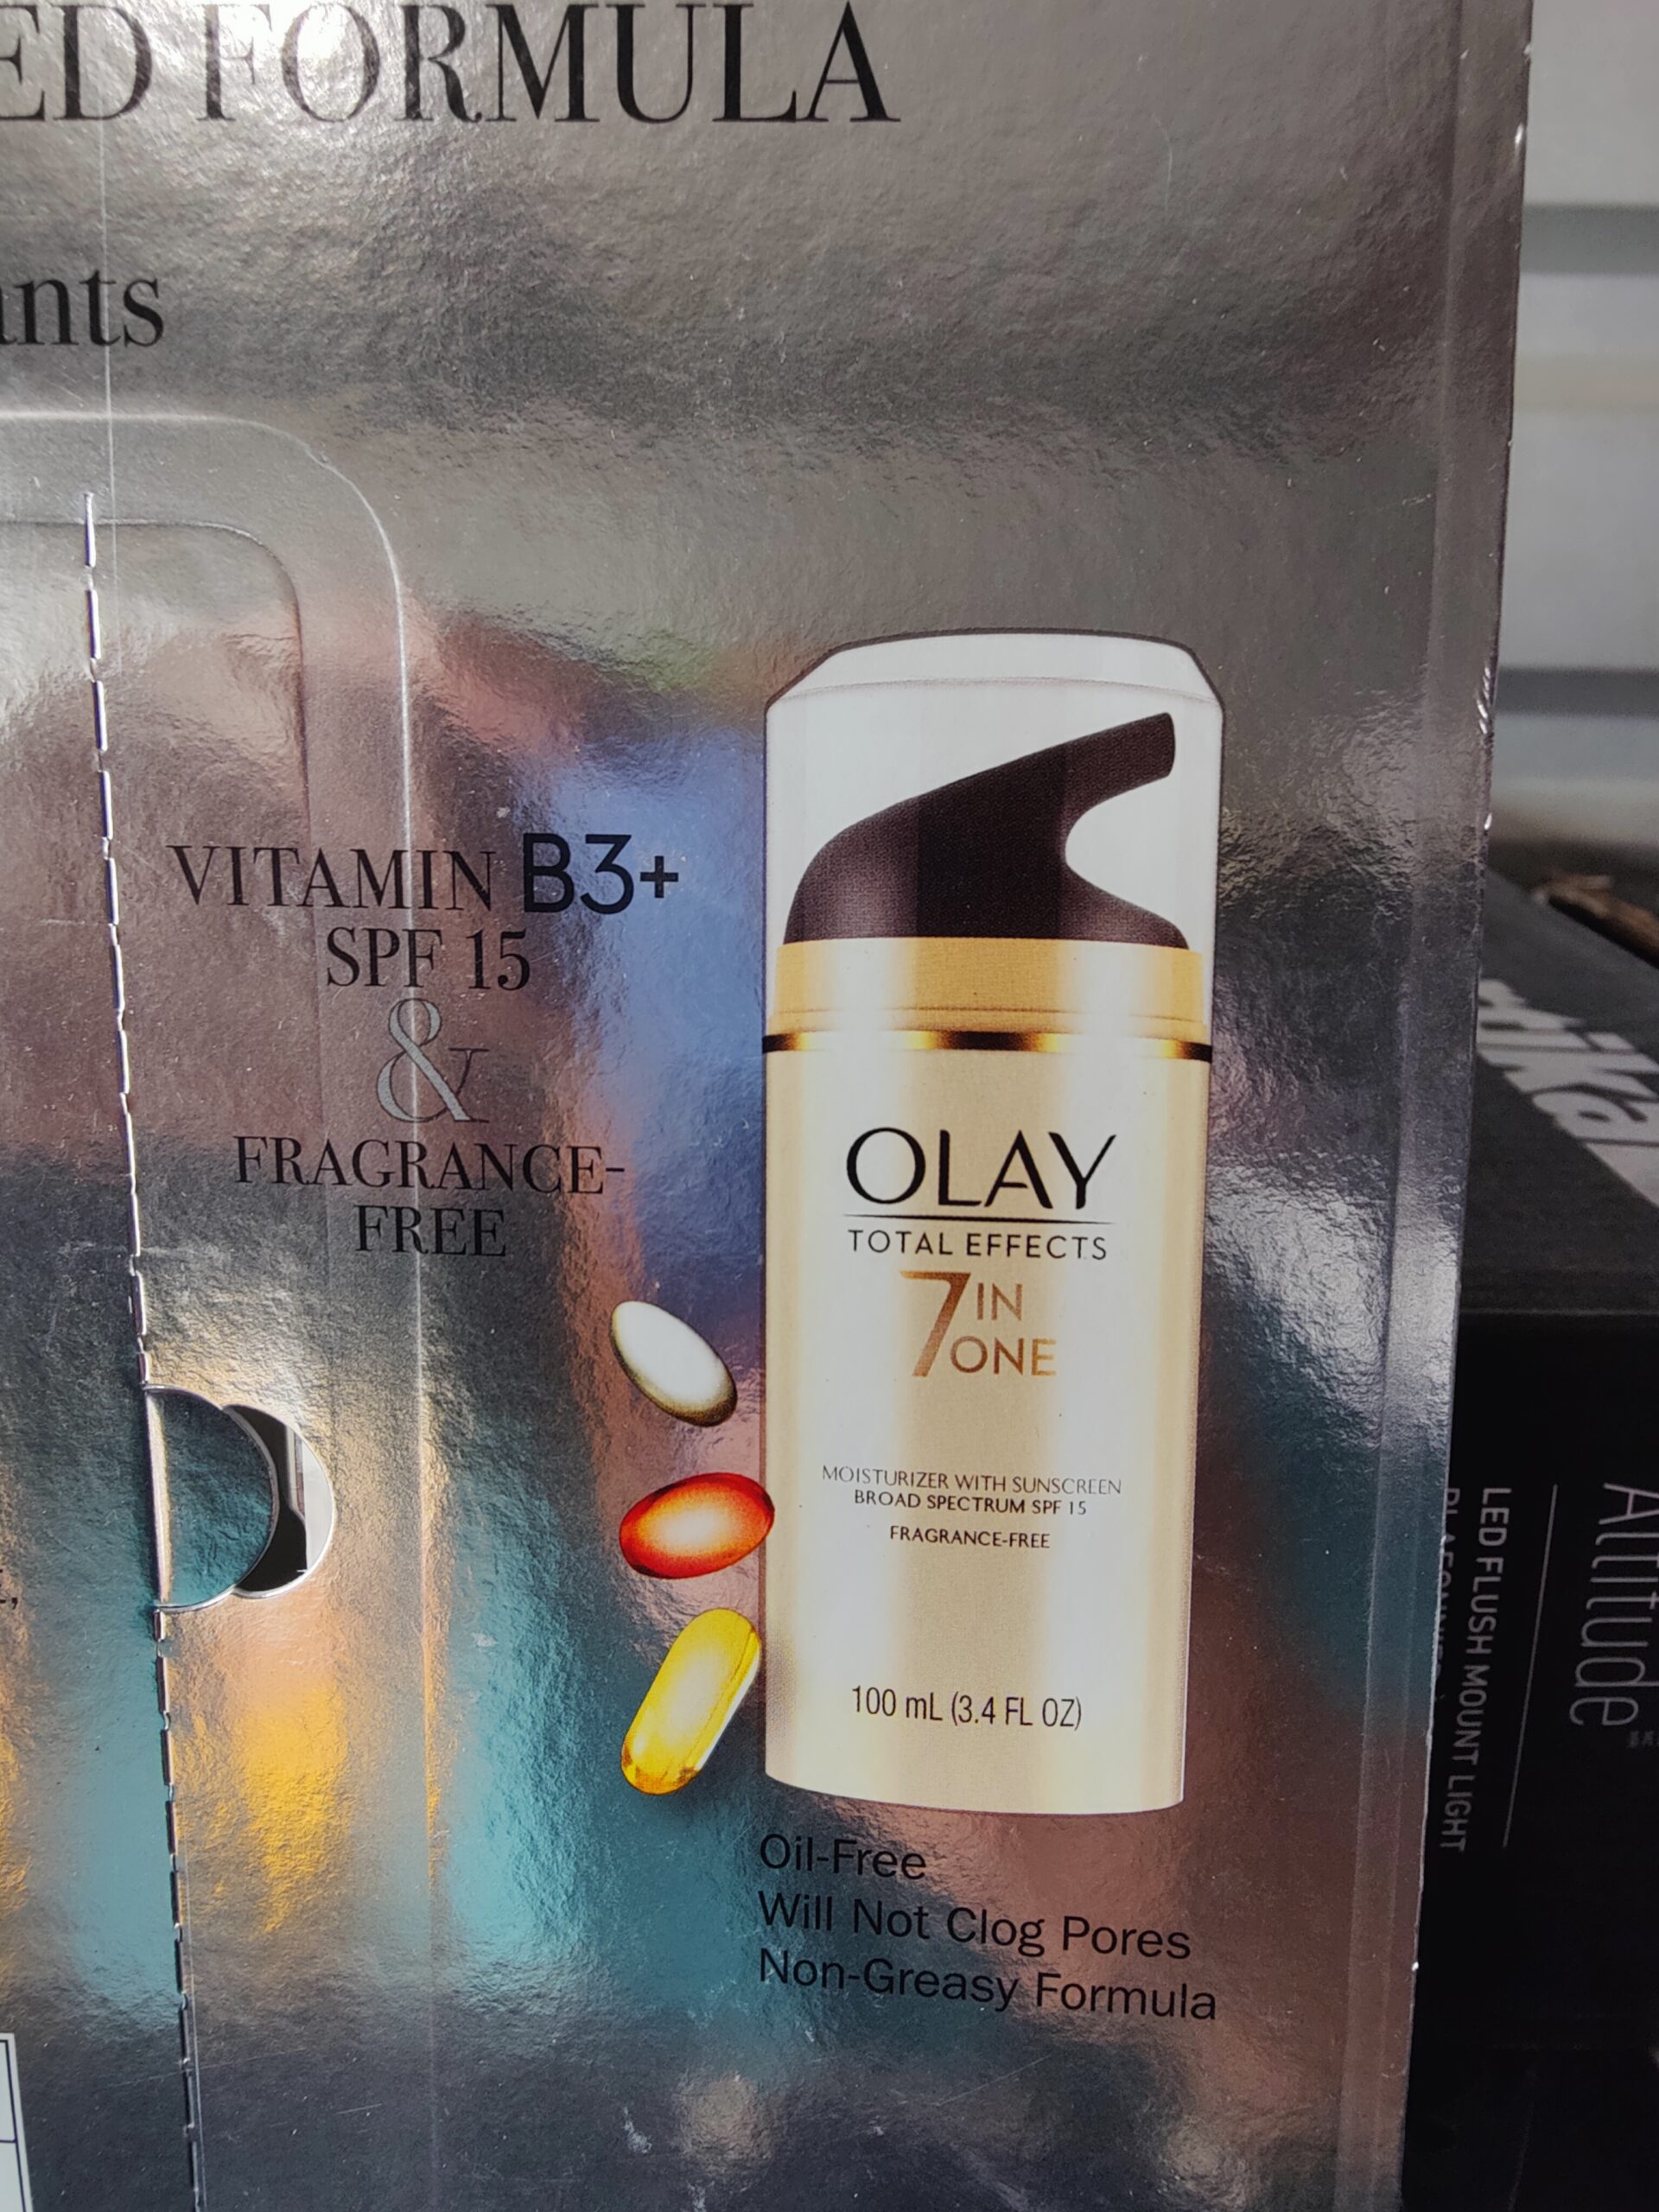 ED FORMULA
ants
VITAMIN B3+
SPF 15
&
FRAGRANCE-
FREE
OLAY
TOTAL EFFECTS
7 IN
ONE
MOISTURIZER WITH SUNSCREEN
BROAD SPECTRUM SPF 15
FRAGRANCE-FREE
100 mL (3.4 FL OZ)
Oil-Free
Will Not Clog Pores
Non-Greasy Formula
Altitude
LED FLUSH MOUNT LIGHT